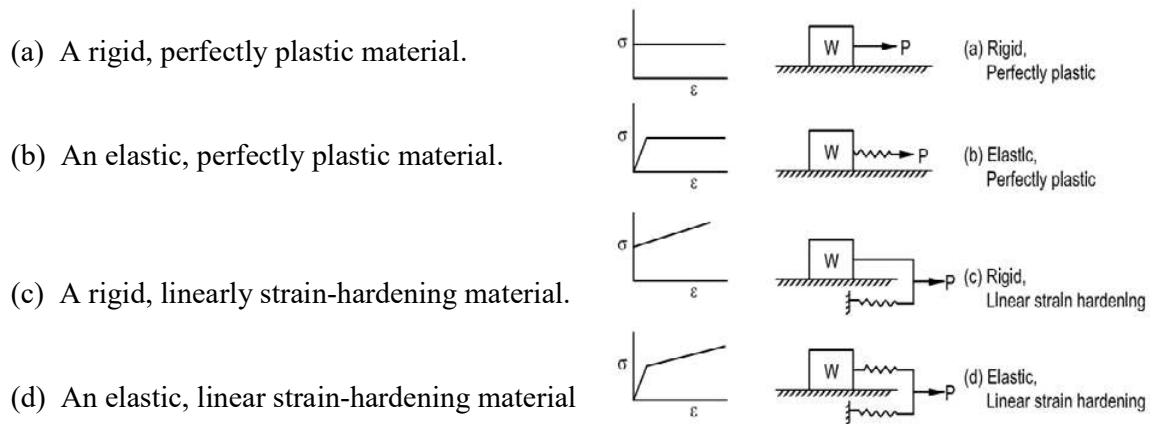 (a) A rigid, perfectly plastic material.
σ
ε
W
P
(a) Rigid,
Perfectly plastic
(b) An elastic, perfectly plastic material.
σ
ε
W
P
(b) Elastic,
Perfectly plastic
(c) A rigid, linearly strain-hardening material.
σ
ε
W
P
(c) Rigid,
Linear strain hardening
(d) An elastic, linear strain-hardening material
σ
ε
W
P
(d) Elastic,
Linear strain hardening